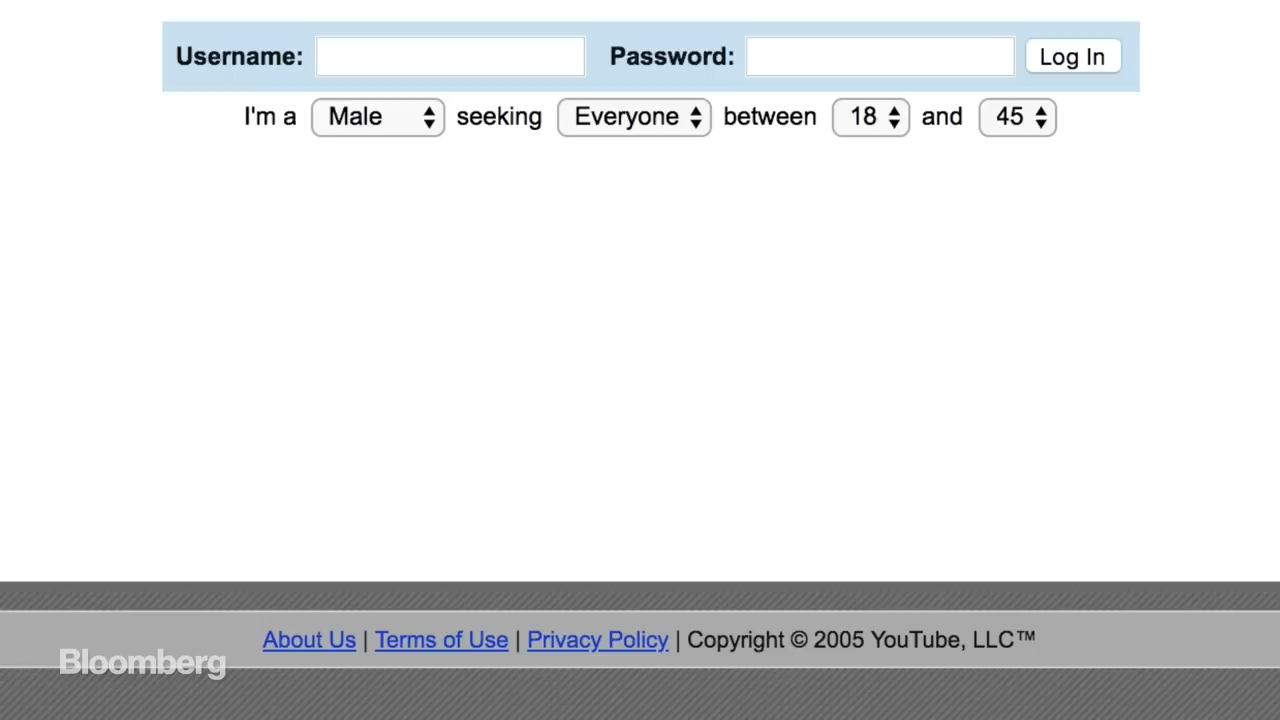 Username: Password: Log In
I'm a Male seeking Everyone between 18 and 45
About Us | Terms of Use | Privacy Policy | Copyright © 2005 YouTube, LLC™
Bloomberg